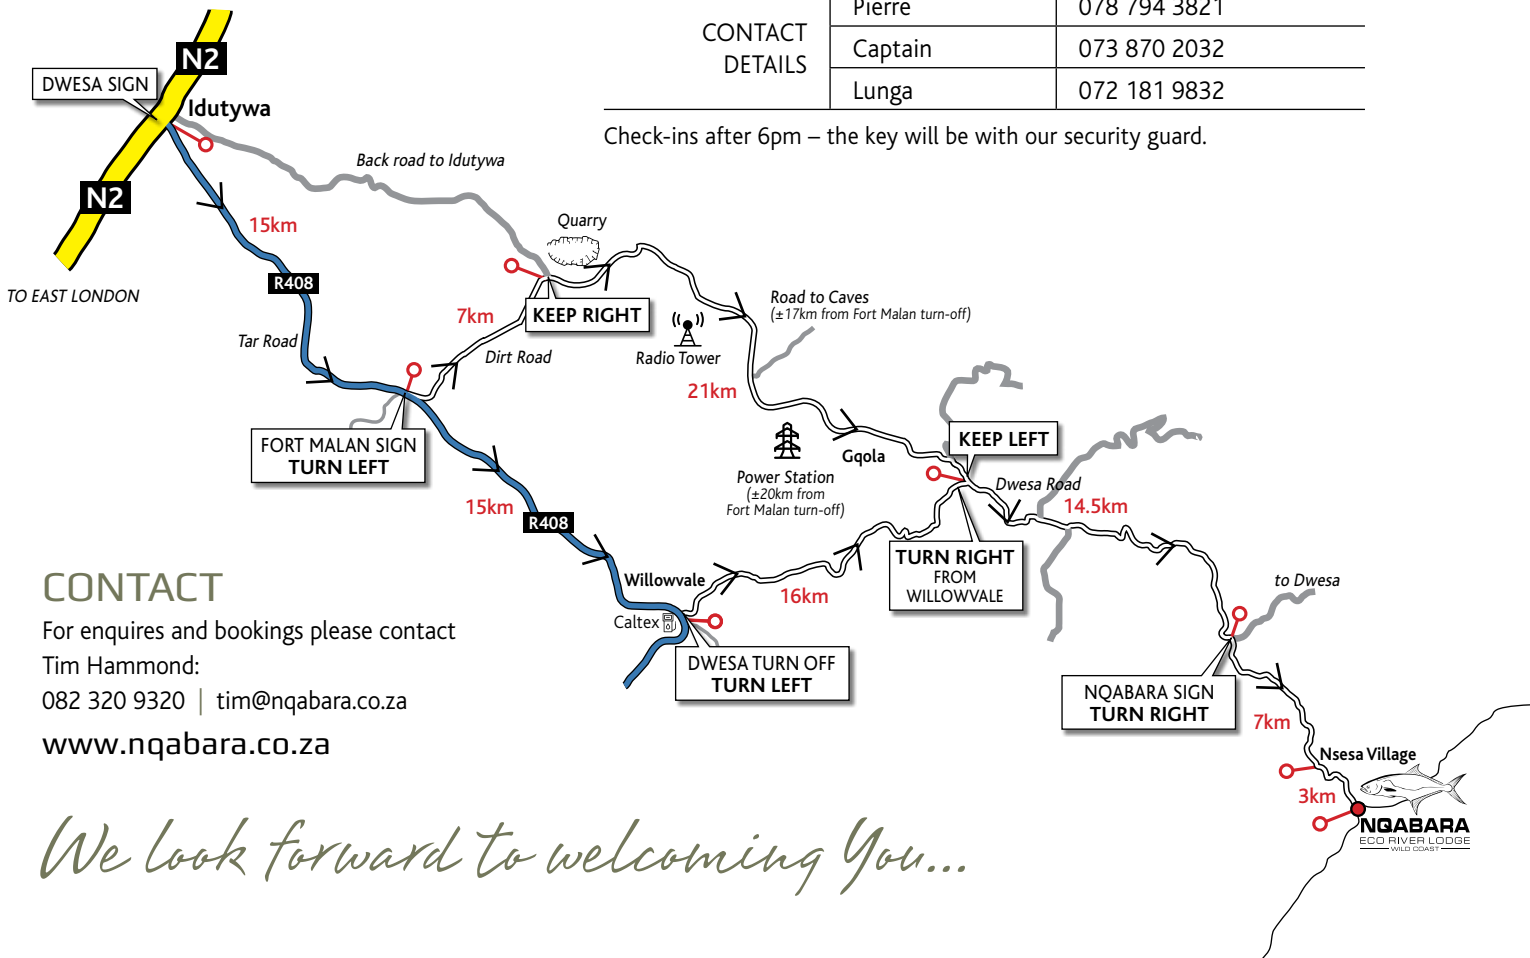 Pierre 078 794 3821
CONTACT
DETAILS
Captain 073 870 2032
Lunga 072 181 9832
Check-ins after 6pm – the key will be with our security guard.
N2
DWESA SIGN
Idutywa
Back road to Idutywa
N2
15km
Quarry
TO EAST LONDON
R408
Road to Caves
(±17km from Fort Malan turn-off)
7km
KEEP RIGHT
Tar Road
Dirt Road
Radio Tower
21km
FORT MALAN SIGN
TURN LEFT
KEEP LEFT
Gqola
Power Station
(±20km from
Fort Malan turn-off)
Dwesa Road
15km
R408
14.5km
TURN RIGHT
FROM
WILLOWVALE
Willowvale
16km
to Dwesa
Caltex
DWESA TURN OFF
TURN LEFT
NQABARA SIGN
TURN RIGHT
7km
Nsesa Village
3km
NQABARA
ECO RIVER LODGE
WILD COAST
CONTACT
For enquires and bookings please contact
Tim Hammond:
082 320 9320 | tim@nqabara.co.za
www.nqabara.co.za
We look forward to welcoming You...